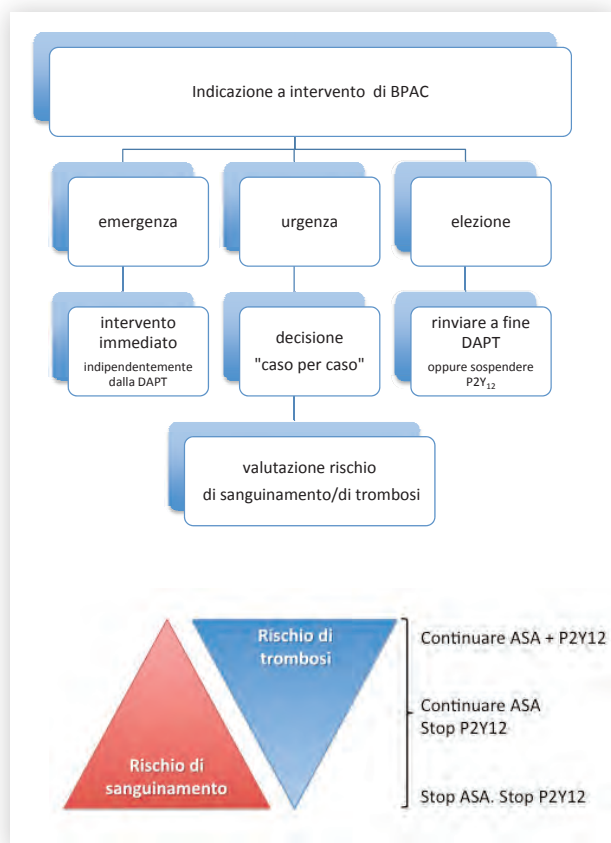 Indicazione a intervento di BPAC
emergenza
urgenza
elezione
intervento
immediato
indipendentemente
dalla DAPT
decisione
"caso per caso"
rinviare a fine
DAPT
oppure sospendere
P2Y₁₂
valutazione rischio
di sanguinamento/di trombosi
Rischio di
trombosi
Rischio di
sanguinamento
Continuare ASA + P2Y12
Continuare ASA
Stop P2Y12
Stop ASA. Stop P2Y12